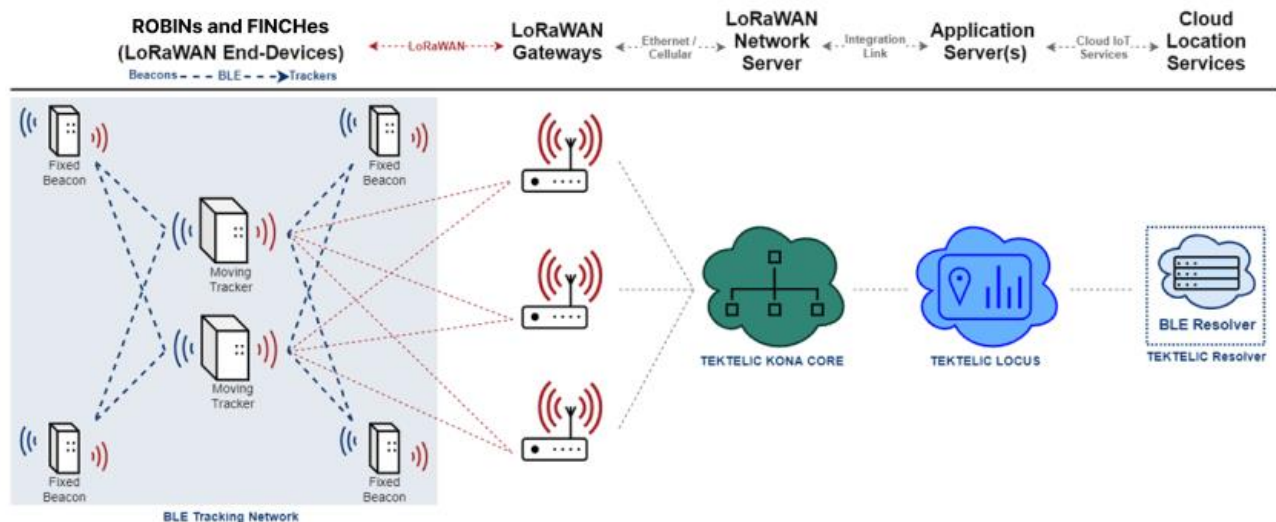 ROBINs and FINCHes
(LoRaWAN End-Devices)
Beacons
BLE
Trackers
LoRaWAN
LoRaWAN
Gateways
Ethernet /
Cellular
LoRaWAN
Network
Server
Integration
Link
Application
Server(s)
Cloud IoT
Services
Cloud
Location
Services
Fixed
Beacon
Fixed
Beacon
Moving
Tracker
Moving
Tracker
Fixed
Beacon
Fixed
Beacon
BLE Tracking Network
TEKTELIC KONA CORE
TEKTELIC LOCUS
BLE Resolver
TEKTELIC Resolver